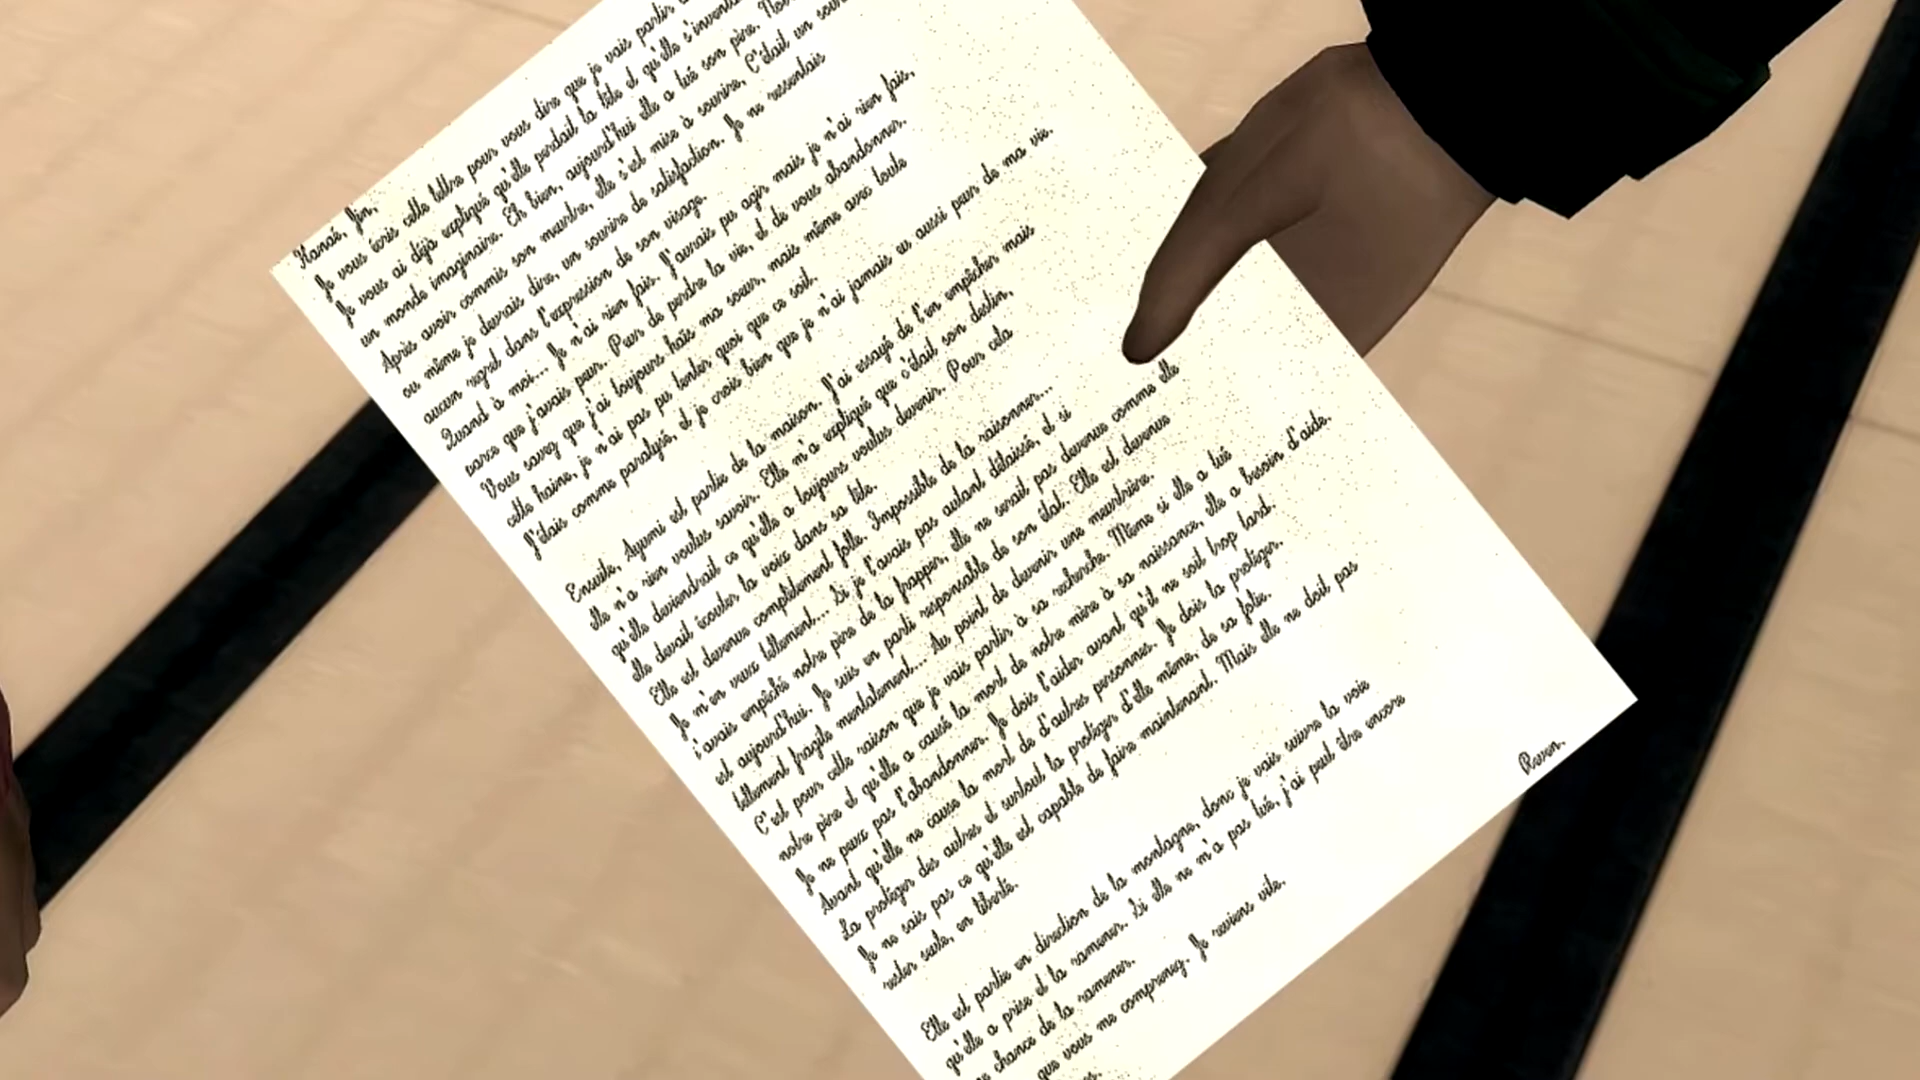 Hanaé, Jin,
Je vous écris cette lettre pour vous dire que je vais partir
Je vous ai déjà expliqué qu'elle perdait la tête et qu'elle s'inventait
un monde imaginaire. Eh bien, aujourd'hui elle a tué son père.
Après avoir commis son meurtre, elle s'est mise à sourire. C'était un
ou même je devrais dire, un sourire de satisfaction. Je ne ressentais
aucun regret dans l'expression de son visage.
Quand à moi... Je n'ai rien fais. J'aurais pu agir mais je n'ai rien fais,
parce que j'avais peur. Peur de perdre la vie, et de vous abandonner.
Vous savez que j'ai toujours haïs ma soeur, mais même avec toute
cette haine, je n'ai pas pu tenter quoi que ce soit.
J'étais comme paralysé, et je crois bien que je n'ai jamais eu aussi peur de ma vie.
Ensuite, Ayumi est partie de la maison. J'ai essayé de l'en empêcher mais
elle n'a rien voulus savoir. Elle m'a expliqué que c'était son destin,
qu'elle deviendrait ce qu'elle a toujours voulus devenir. Pour cela
elle devait écouter la voix dans sa tête.
Elle est devenue complètement folle. Impossible de la raisonner...
Je m'en veux tellement... Si je l'avais pas autant délaissé, et si
j'avais empêché notre père de la frapper, elle ne serait pas devenue comme elle
est aujourd'hui. Je suis en parti responsable de son état. Elle est devenue
tellement fragile mentalement... Au point de devenir une meurtrière.
C'est pour cette raison que je vais partir à sa recherche. Même si elle a tué
notre père et qu'elle a causé la mort de notre mère à sa naissance, elle a besoin d'aide.
Je ne peux pas l'abandonner. Je dois l'aider avant qu'il ne soit trop tard.
Avant qu'elle ne cause la mort de d'autres personnes. Je dois la protéger.
La protéger des autres et surtout la protéger d'elle même, de sa folie.
Je ne sais pas ce qu'elle est capable de faire maintenant. Mais elle ne doit pas
rester seule, en liberté.
Elle est partie en direction de la montagne, donc je vais suivre la voie
qu'elle a prise et la ramener. Si elle ne m'a pas tué, j'ai peut être encore
chance de la ramener.
que vous me comprenez. Je reviens vite.
Ruven.